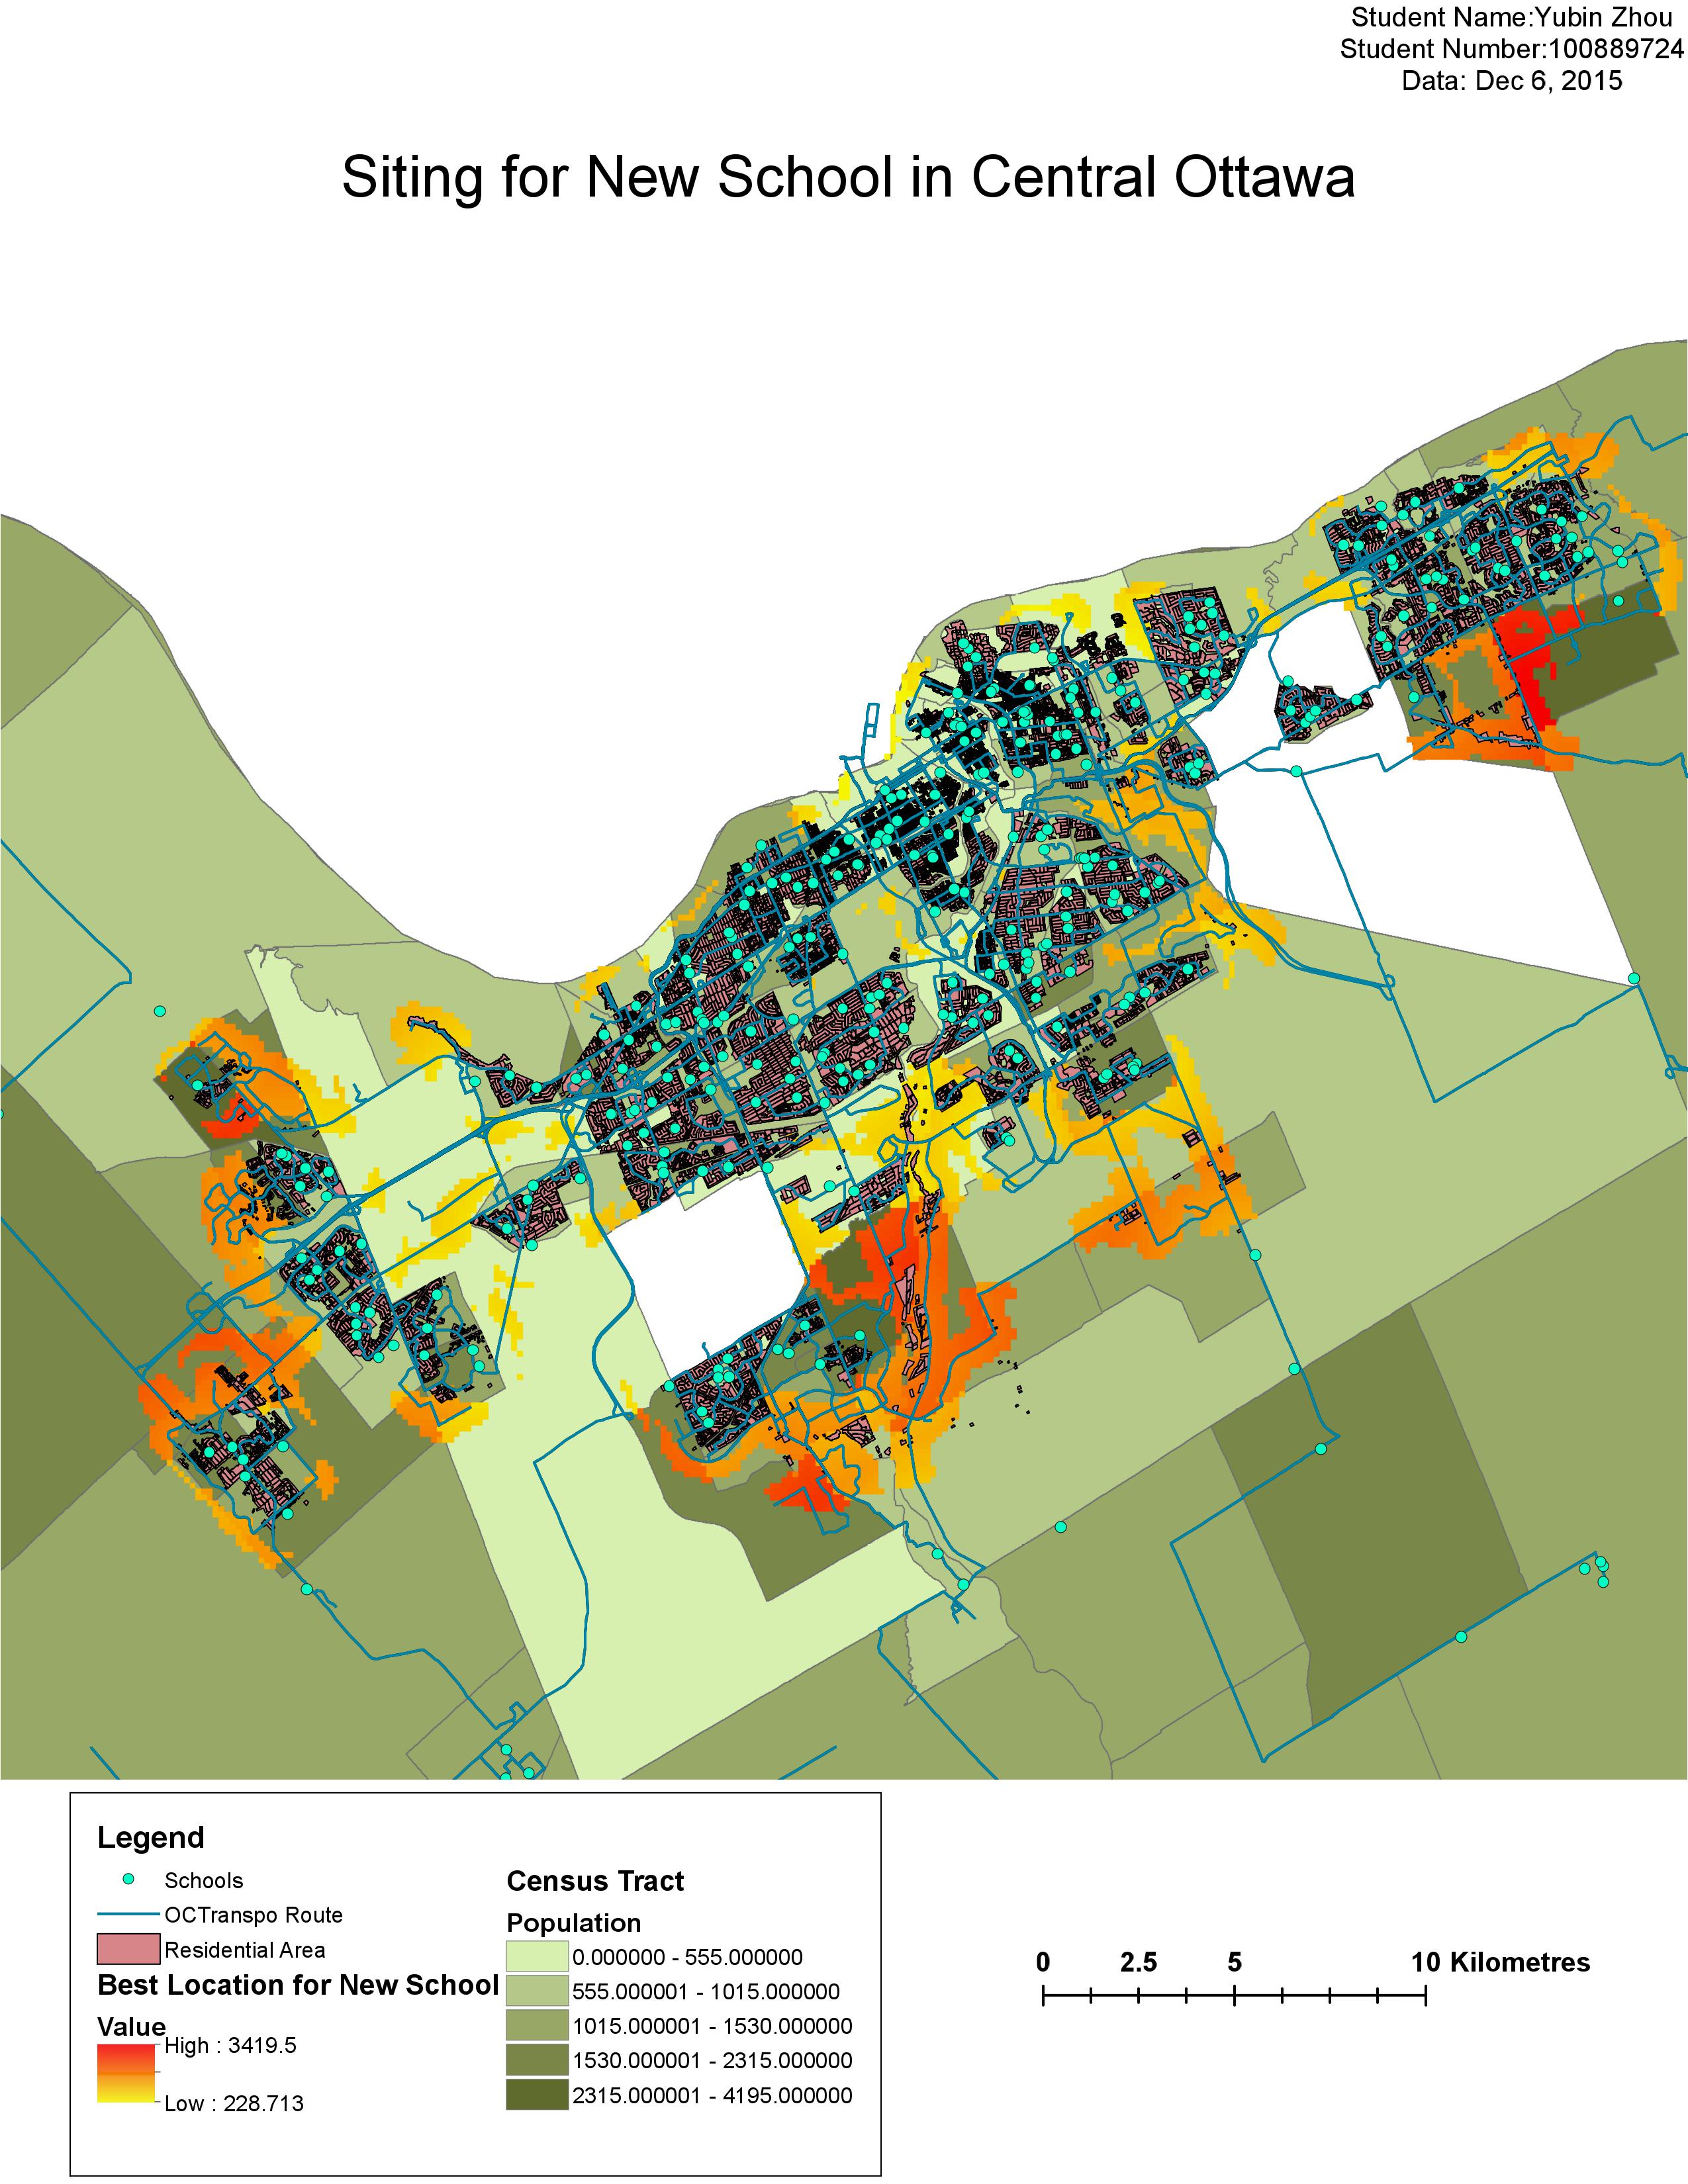 Student Name:Yubin Zhou
Student Number:100889724
Data: Dec 6, 2015
Siting for New School in Central Ottawa
Legend
Schools
OCTranspo Route
Residential Area
Best Location for New School
Value
High : 3419.5
Low : 228.713
Census Tract
Population
0.000000 - 555.000000
555.000001 - 1015.000000
1015.000001 - 1530.000000
1530.000001 - 2315.000000
2315.000001 - 4195.000000
0 2.5 5 10 Kilometres